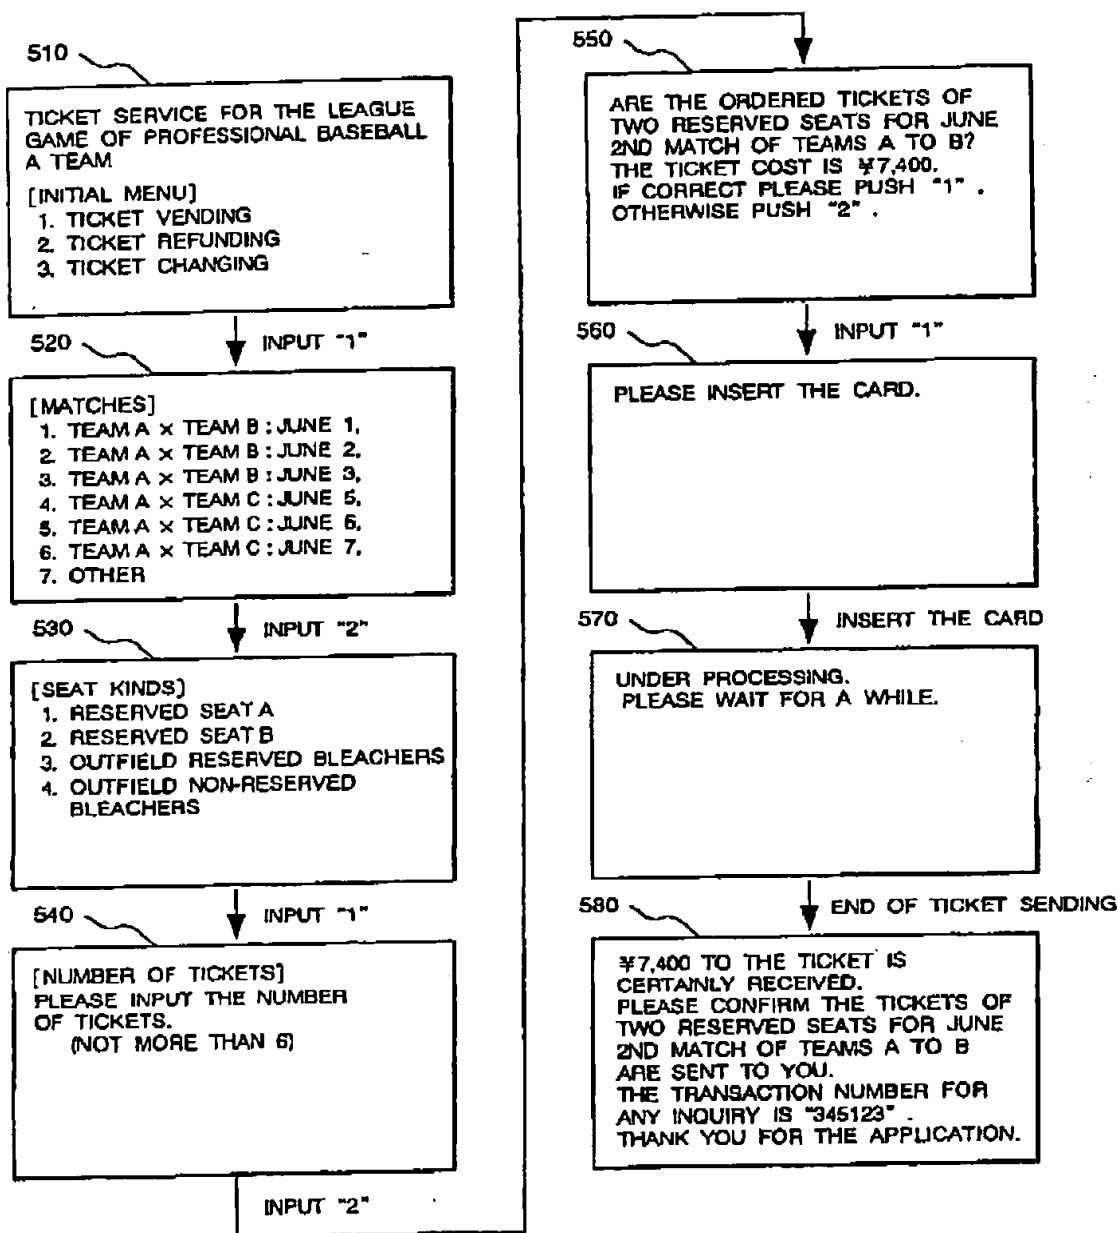 510
TICKET SERVICE FOR THE LEAGUE
GAME OF PROFESSIONAL BASEBALL
A TEAM
[INITIAL MENU]
1. TICKET VENDING
2. TICKET REFUNDING
3. TICKET CHANGING
INPUT "1"
520
[MATCHES]
1. TEAM A × TEAM B : JUNE 1,
2. TEAM A × TEAM B : JUNE 2,
3. TEAM A × TEAM B : JUNE 3,
4. TEAM A × TEAM C : JUNE 5,
5. TEAM A × TEAM C : JUNE 6,
6. TEAM A × TEAM C : JUNE 7,
7. OTHER
INPUT "2"
530
[SEAT KINDS]
1. RESERVED SEAT A
2. RESERVED SEAT B
3. OUTFIELD RESERVED BLEACHERS
4. OUTFIELD NON-RESERVED
BLEACHERS
INPUT "1"
540
[NUMBER OF TICKETS]
PLEASE INPUT THE NUMBER
OF TICKETS.
(NOT MORE THAN 6)
INPUT "2"
550
ARE THE ORDERED TICKETS OF
TWO RESERVED SEATS FOR JUNE
2ND MATCH OF TEAMS A TO B?
THE TICKET COST IS ¥7,400.
IF CORRECT PLEASE PUSH "1" .
OTHERWISE PUSH "2" .
INPUT "1"
560
PLEASE INSERT THE CARD.
INSERT THE CARD
570
UNDER PROCESSING.
PLEASE WAIT FOR A WHILE.
END OF TICKET SENDING
580
¥7,400 TO THE TICKET IS
CERTAINLY RECEIVED.
PLEASE CONFIRM THE TICKETS OF
TWO RESERVED SEATS FOR JUNE
2ND MATCH OF TEAMS A TO B
ARE SENT TO YOU.
THE TRANSACTION NUMBER FOR
ANY INQUIRY IS "345123" .
THANK YOU FOR THE APPLICATION.